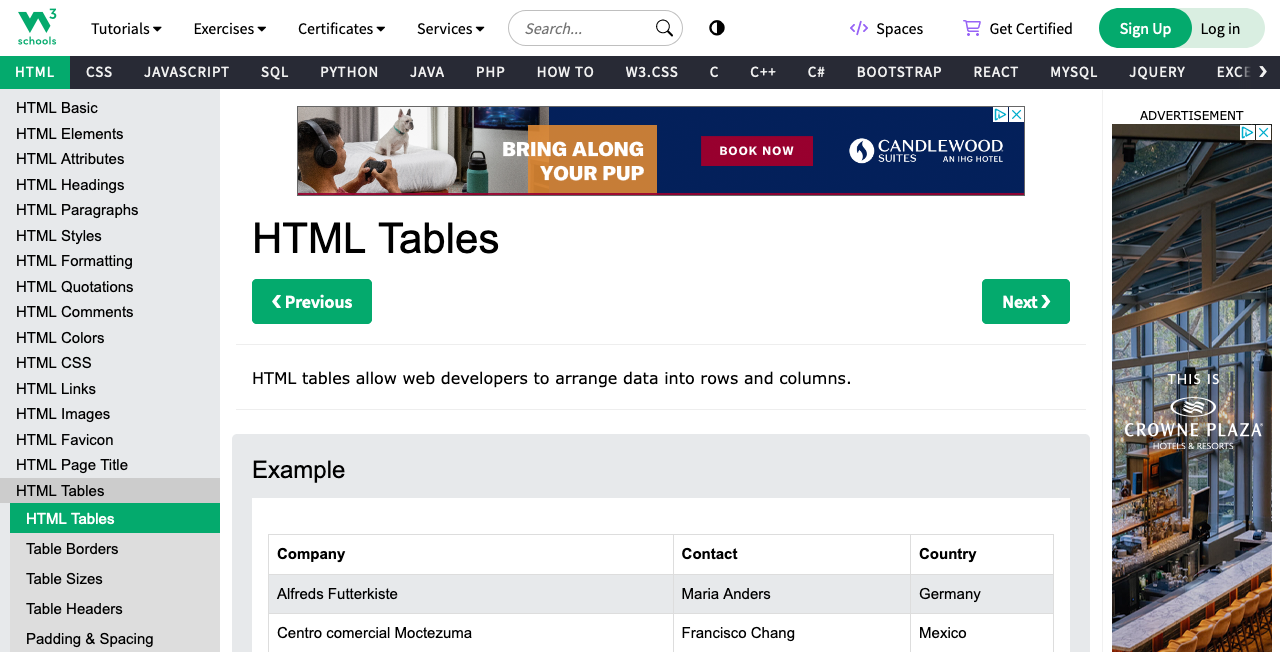 3
schools
Tutorials
Exercises
Certificates
Services
Search...
Spaces
Get Certified
Sign Up
Log in
HTML
CSS
JAVASCRIPT
SQL
PYTHON
JAVA
PHP
HOW TO
W3.CSS
C
C++
C#
BOOTSTRAP
REACT
MYSQL
JQUERY
EXCE
HTML Basic
HTML Elements
HTML Attributes
HTML Headings
HTML Paragraphs
HTML Styles
HTML Formatting
HTML Quotations
HTML Comments
HTML Colors
HTML CSS
HTML Links
HTML Images
HTML Favicon
HTML Page Title
HTML Tables
HTML Tables
Table Borders
Table Sizes
Table Headers
Padding & Spacing
BRING ALONG
YOUR PUP
BOOK NOW
CANDLEWOOD
SUITES AN IHG HOTEL
HTML Tables
❮ Previous
Next ❯
HTML tables allow web developers to arrange data into rows and columns.
Example
Company Contact Country
Alfreds Futterkiste Maria Anders Germany
Centro comercial Moctezuma Francisco Chang Mexico
ADVERTISEMENT
THIS IS
CROWNE PLAZA
HOTELS & RESORTS